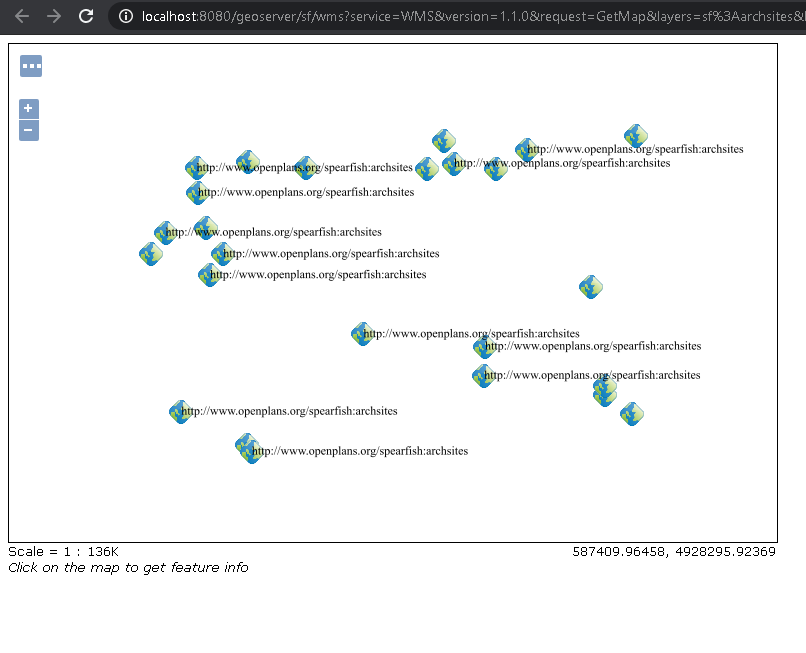 localhost:8080/geoserver/sf/wms?service=WMS&version=1.1.0&request=GetMap&layers=sf%3Aarchsites&
+
−
http://www.openplans.org/spearfish:archsites
http://www.openplans.org/spearfish:archsites
http://www.openplans.org/spearfish:archsites
http://www.openplans.org/spearfish:archsites
http://www.openplans.org/spearfish:archsites
http://www.openplans.org/spearfish:archsites
http://www.openplans.org/spearfish:archsites
http://www.openplans.org/spearfish:archsites
http://www.openplans.org/spearfish:archsites
http://www.openplans.org/spearfish:archsites
http://www.openplans.org/spearfish:archsites
http://www.openplans.org/spearfish:archsites
Scale = 1 : 136K
587409.96458, 4928295.92369
Click on the map to get feature info